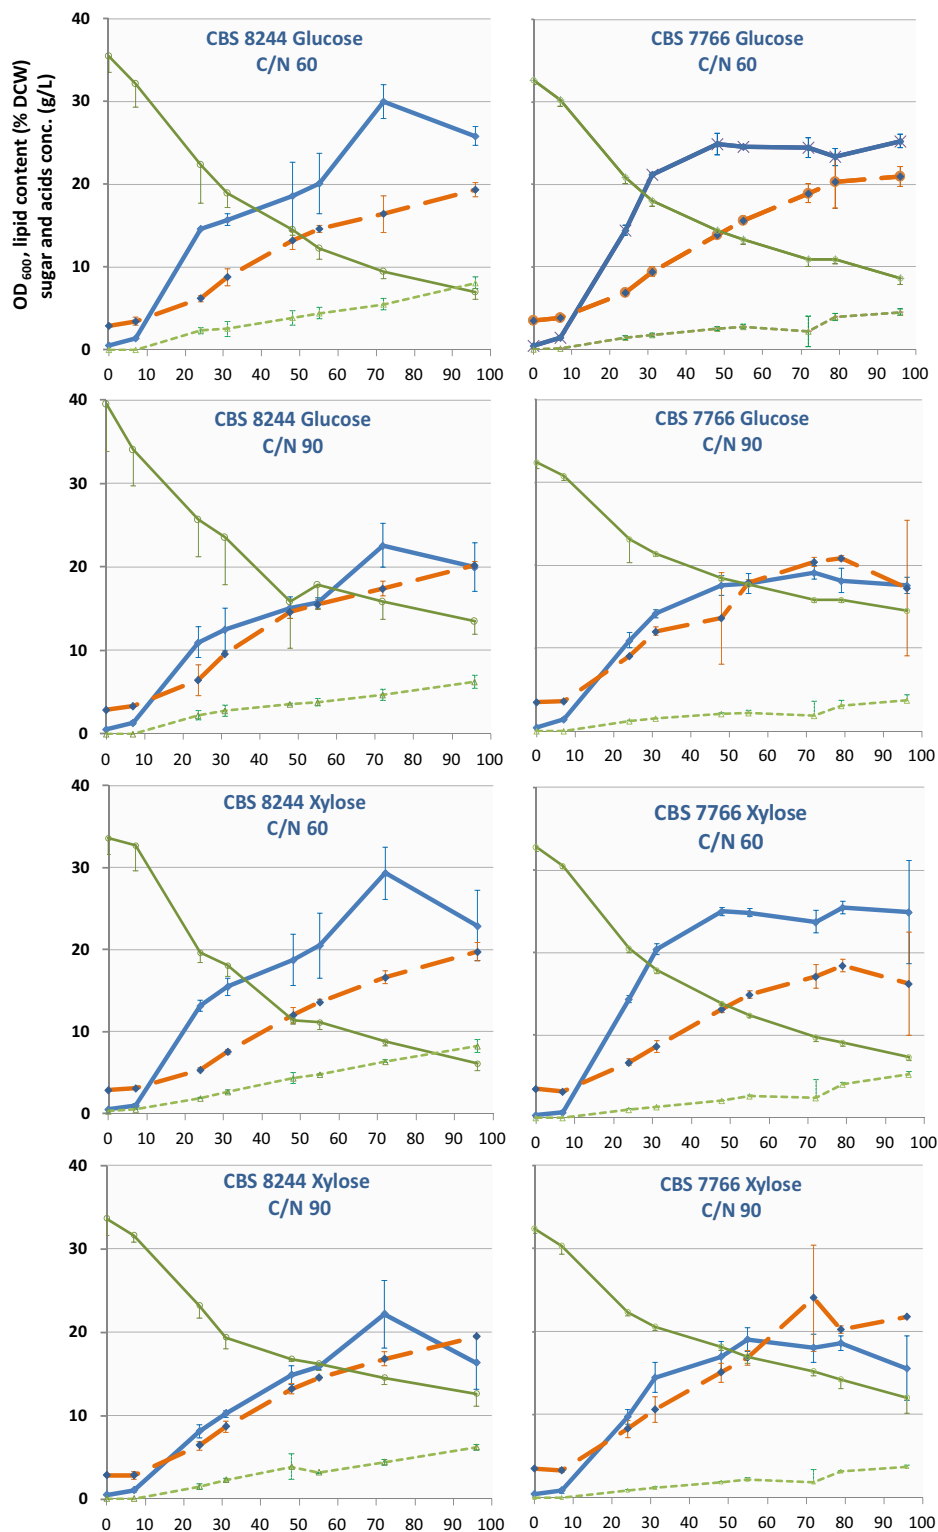 OD600, lipid content (% DCW)
sugar and acids conc. (g/L)
CBS 8244 Glucose
C/N 60
40
30
20
10
0
0 10 20 30 40 50 60 70 80 90 100
CBS 7766 Glucose
C/N 60
0 10 20 30 40 50 60 70 80 90 100
CBS 8244 Glucose
C/N 90
40
30
20
10
0
0 10 20 30 40 50 60 70 80 90 100
CBS 7766 Glucose
C/N 90
0 10 20 30 40 50 60 70 80 90 100
CBS 8244 Xylose
C/N 60
40
30
20
10
0
0 10 20 30 40 50 60 70 80 90 100
CBS 7766 Xylose
C/N 60
0 10 20 30 40 50 60 70 80 90 100
CBS 8244 Xylose
C/N 90
40
30
20
10
0
0 10 20 30 40 50 60 70 80 90 100
CBS 7766 Xylose
C/N 90
0 10 20 30 40 50 60 70 80 90 100